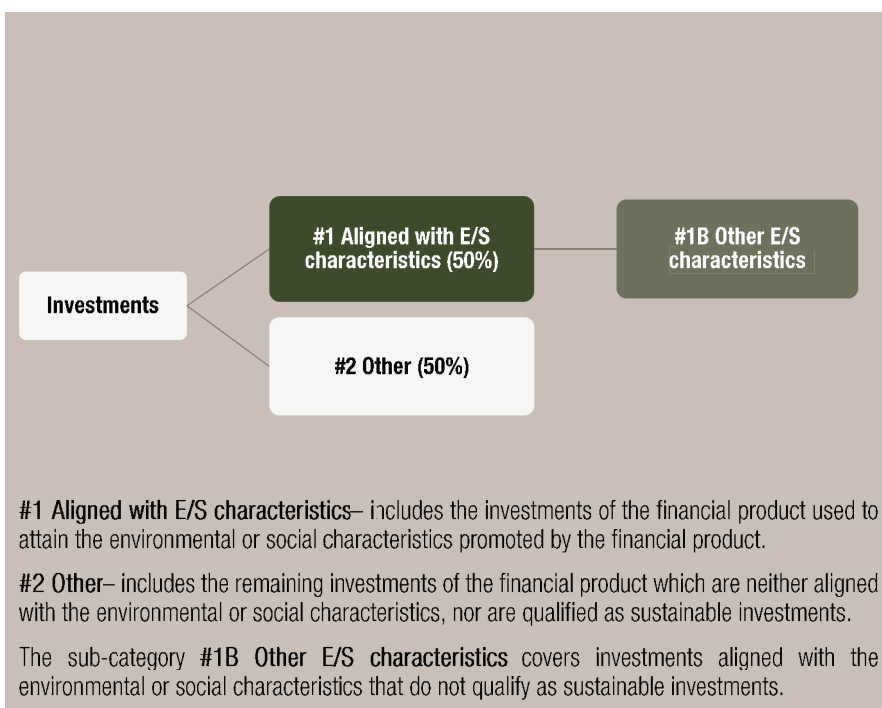 #1 Aligned with E/S
characteristics (50%)
#1B Other E/S
characteristics
Investments
#2 Other (50%)
#1 Aligned with E/S characteristics– includes the investments of the financial product used to
attain the environmental or social characteristics promoted by the financial product.
#2 Other– includes the remaining investments of the financial product which are neither aligned
with the environmental or social characteristics, nor are qualified as sustainable investments.
The sub-category #1B Other E/S characteristics covers investments aligned with the
environmental or social characteristics that do not qualify as sustainable investments.